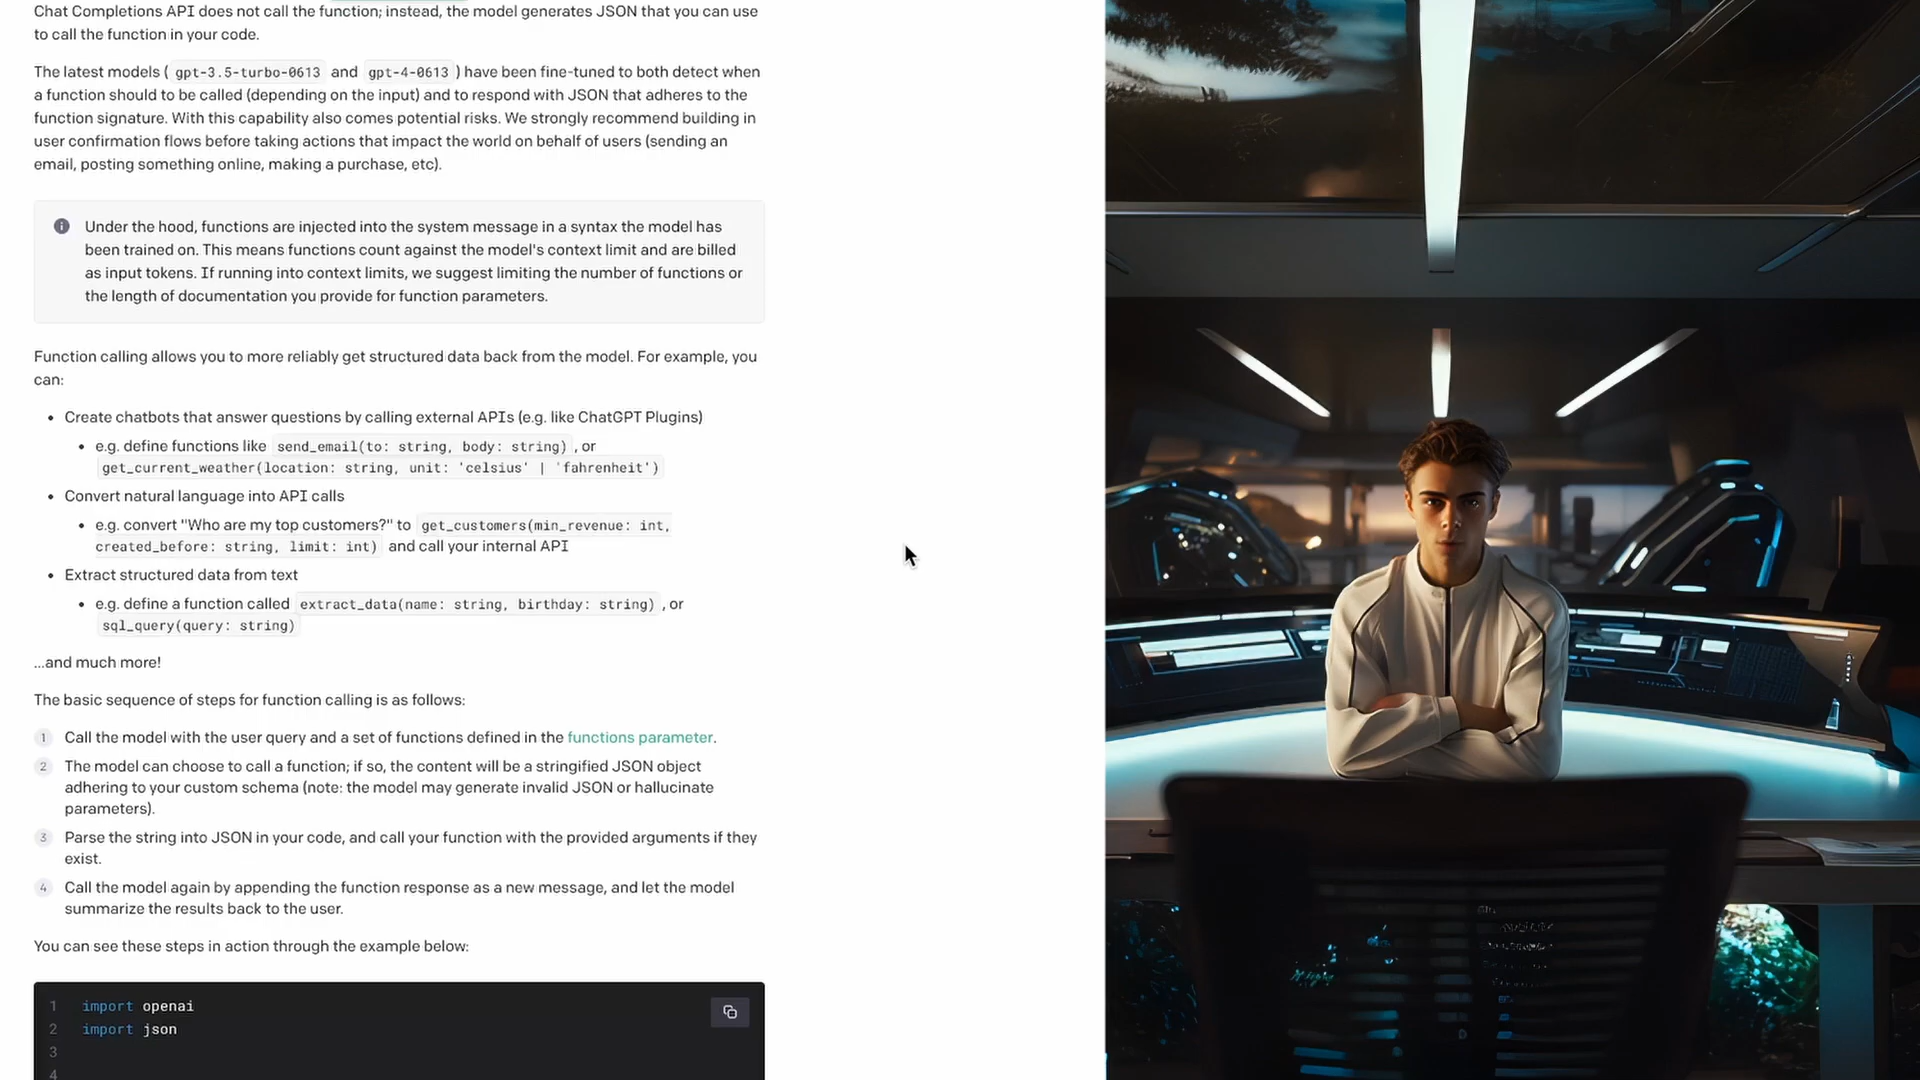 Chat Completions API does not call the function; instead, the model generates JSON that you can use
to call the function in your code.
The latest models ( gpt-3.5-turbo-0613 and gpt-4-0613 ) have been fine-tuned to both detect when
a function should to be called (depending on the input) and to respond with JSON that adheres to the
function signature. With this capability also comes potential risks. We strongly recommend building in
user confirmation flows before taking actions that impact the world on behalf of users (sending an
email, posting something online, making a purchase, etc).
Under the hood, functions are injected into the system message in a syntax the model has
been trained on. This means functions count against the model's context limit and are billed
as input tokens. If running into context limits, we suggest limiting the number of functions or
the length of documentation you provide for function parameters.
Function calling allows you to more reliably get structured data back from the model. For example, you
can:
• Create chatbots that answer questions by calling external APIs (e.g. like ChatGPT Plugins)
• e.g. define functions like send_email(to: string, body: string) , or
get_current_weather(location: string, unit: 'celsius' | 'fahrenheit')
• Convert natural language into API calls
• e.g. convert "Who are my top customers?" to get_customers(min_revenue: int,
created_before: string, limit: int) and call your internal API
• Extract structured data from text
• e.g. define a function called extract_data(name: string, birthday: string) , or
sql_query(query: string)
...and much more!
The basic sequence of steps for function calling is as follows:
1 Call the model with the user query and a set of functions defined in the functions parameter.
2 The model can choose to call a function; if so, the content will be a stringified JSON object
adhering to your custom schema (note: the model may generate invalid JSON or hallucinate
parameters).
3 Parse the string into JSON in your code, and call your function with the provided arguments if they
exist.
4 Call the model again by appending the function response as a new message, and let the model
summarize the results back to the user.
You can see these steps in action through the example below:
1 import openai
2 import json
3
4